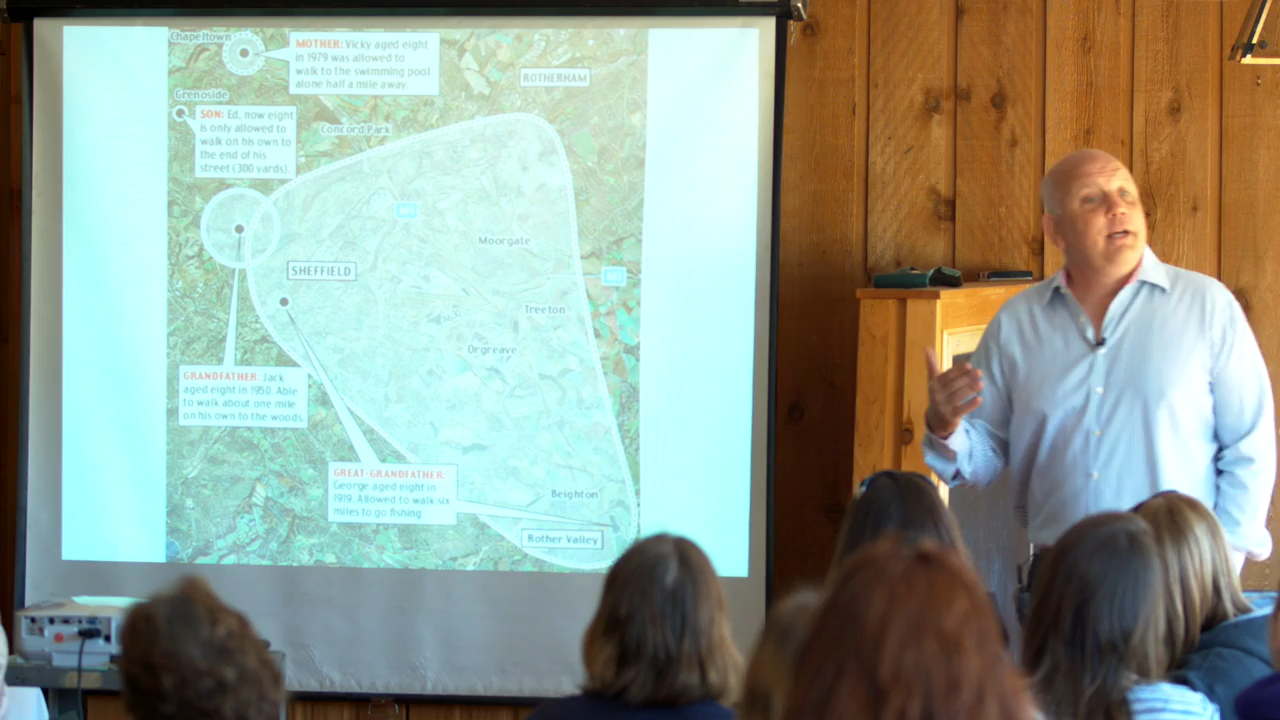 Chapeltown
MOTHER: Vicky aged eight
in 1979 was allowed to
walk to the swimming pool
alone half a mile away.
ROTHERHAM
Grenoside
SON: Ed, now eight
is only allowed to
walk on his own to
the end of his
street (300 yards).
Concord Park
Moorgate
SHEFFIELD
Treeton
Orgreave
GRANDFATHER: Jack
aged eight in 1950. Able
to walk about one mile
on his own to the woods.
GREAT-GRANDFATHER:
George aged eight in
1919. Allowed to walk six
miles to go fishing
Beighton
Rother Valley